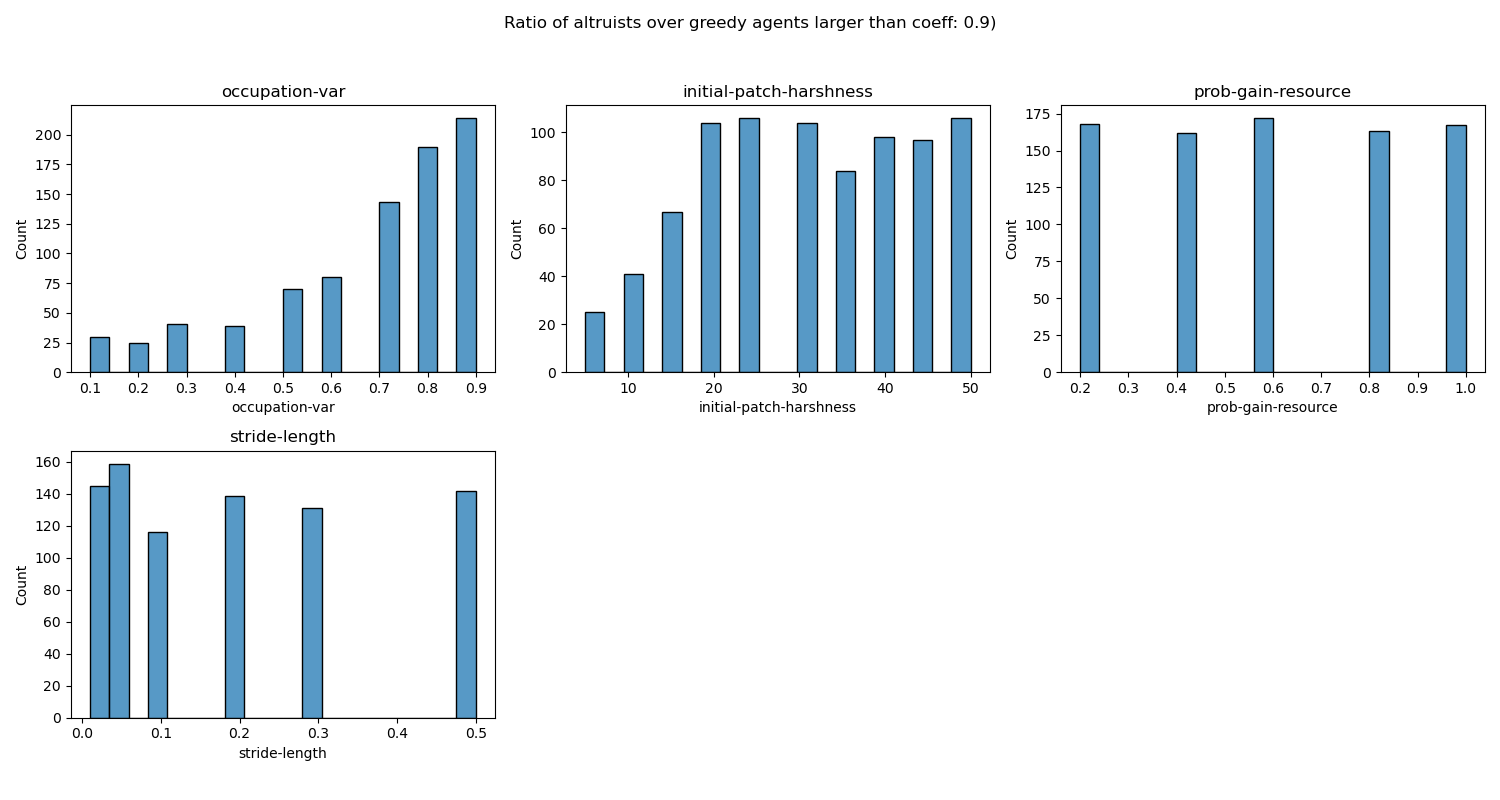 Ratio of altruists over greedy agents larger than coeff: 0.9)
occupation-var
Count
200
175
150
125
100
75
50
25
0
0.1 0.2 0.3 0.4 0.5 0.6 0.7 0.8 0.9
occupation-var
initial-patch-harshness
Count
100
80
60
40
20
0
10 20 30 40 50
initial-patch-harshness
prob-gain-resource
Count
175
150
125
100
75
50
25
0
0.2 0.3 0.4 0.5 0.6 0.7 0.8 0.9 1.0
prob-gain-resource
stride-length
Count
160
140
120
100
80
60
40
20
0
0.0 0.1 0.2 0.3 0.4 0.5
stride-length